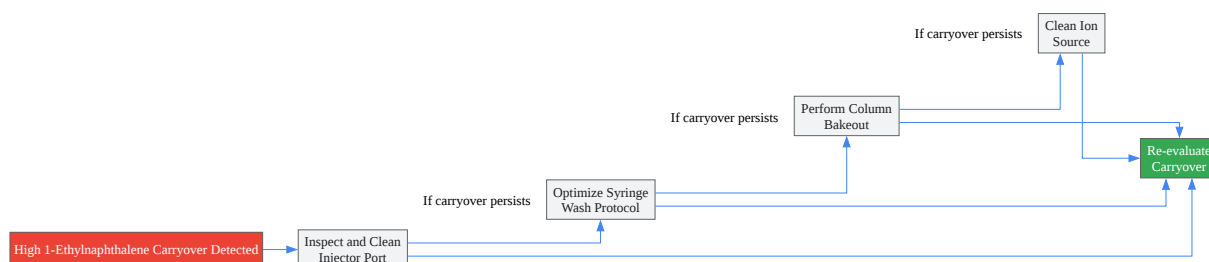 If carryover persists
Clean Ion
Source
If carryover persists
Perform Column
Bakeout
Re-evaluate
Carryover
If carryover persists
Optimize Syringe
Wash Protocol
High 1-Ethylnaphthalene Carryover Detected
Inspect and Clean
Injector Port